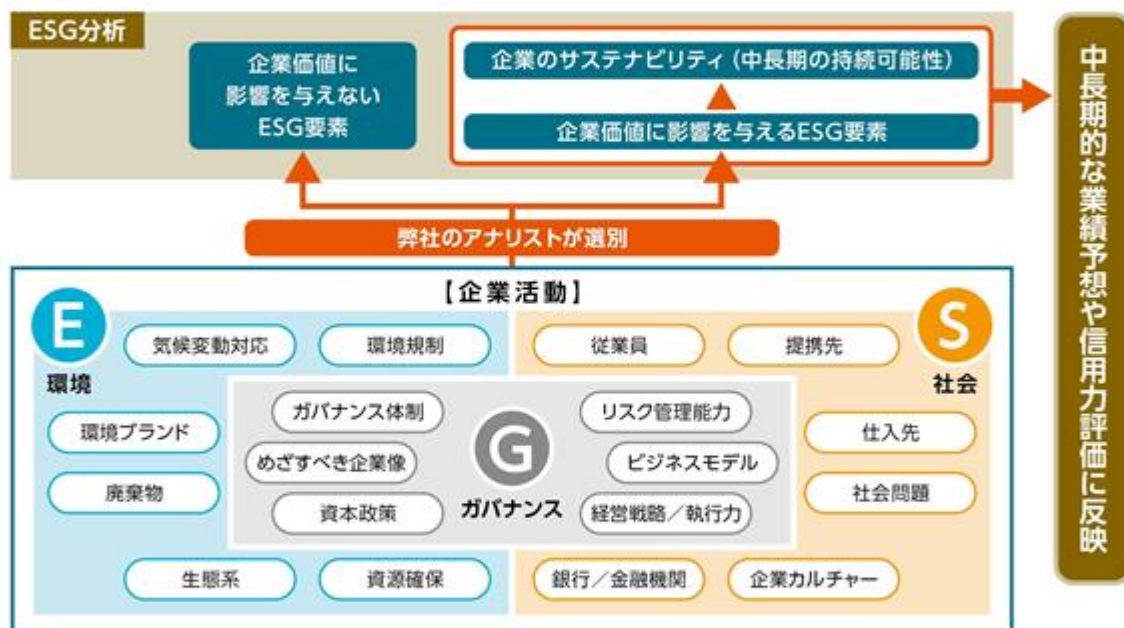 ESG分析
企業価値に
影響を与えない
ESG要素
企業のサステナビリティ（中長期の持続可能性）
企業価値に影響を与えるESG要素
中長期的な業績予想や信用力評価に反映
弊社のアナリストが選別
【企業活動】
E
環境
気候変動対応
環境規制
環境ブランド
廃棄物
生態系
資源確保
G
ガバナンス
ガバナンス体制
めざすべき企業像
資本政策
リスク管理能力
ビジネスモデル
経営戦略／執行力
S
社会
従業員
提携先
仕入先
社会問題
銀行／金融機関
企業カルチャー